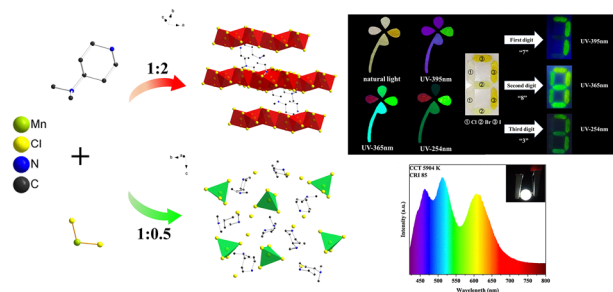 Mn
Cl
N
C
1:2
1:0.5
natural light
UV-395nm
UV-365nm
UV-254nm
① Cl ② Br ③ I
First digit
"7"
UV-395nm
Second digit
"8"
UV-365nm
Third digit
"3"
UV-254nm
CCT 5904 K
CRI 85
Intensity (a.u.)
450 500 550 600 650 700 750 800
Wavelength (nm)